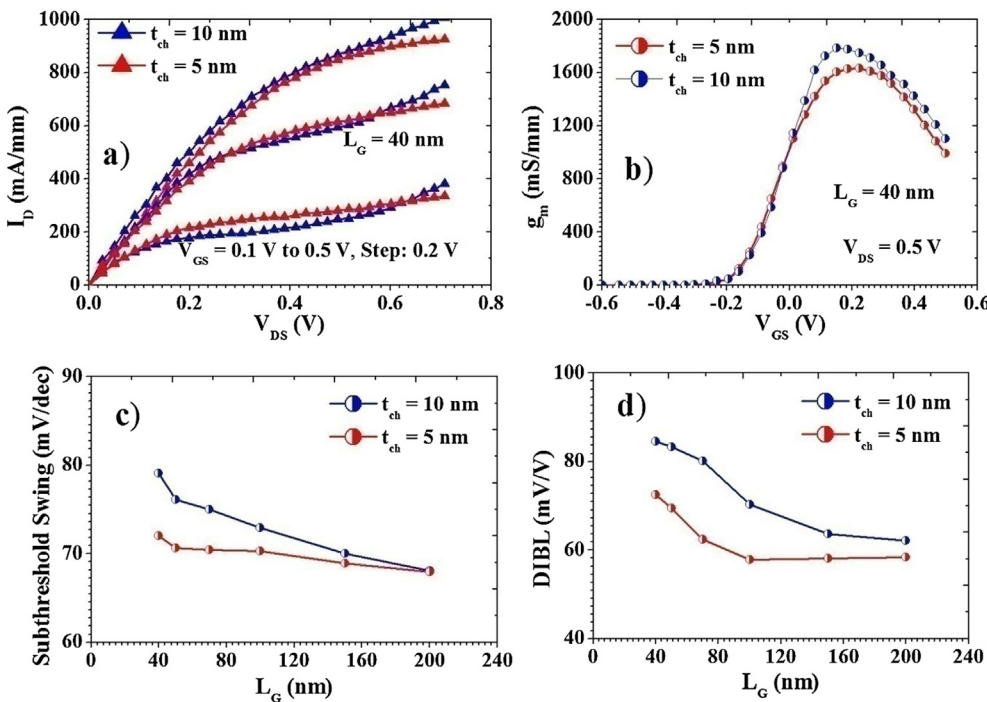 1000
800
600
400
200
0
I_D (mA/mm)
t_ch = 10 nm
t_ch = 5 nm
a)
L_G = 40 nm
V_GS = 0.1 V to 0.5 V, Step: 0.2 V
0.0 0.2 0.4 0.6 0.8
V_DS (V)
2000
1600
1200
800
400
0
g_m (mS/mm)
t_ch = 5 nm
t_ch = 10 nm
b)
L_G = 40 nm
V_DS = 0.5 V
-0.6 -0.4 -0.2 0.0 0.2 0.4 0.6
V_GS (V)
90
80
70
60
Subthreshold Swing (mV/dec)
c)
t_ch = 10 nm
t_ch = 5 nm
0 40 80 120 160 200 240
L_G (nm)
100
80
60
40
DIBL (mV/V)
d)
t_ch = 10 nm
t_ch = 5 nm
0 40 80 120 160 200 240
L_G (nm)